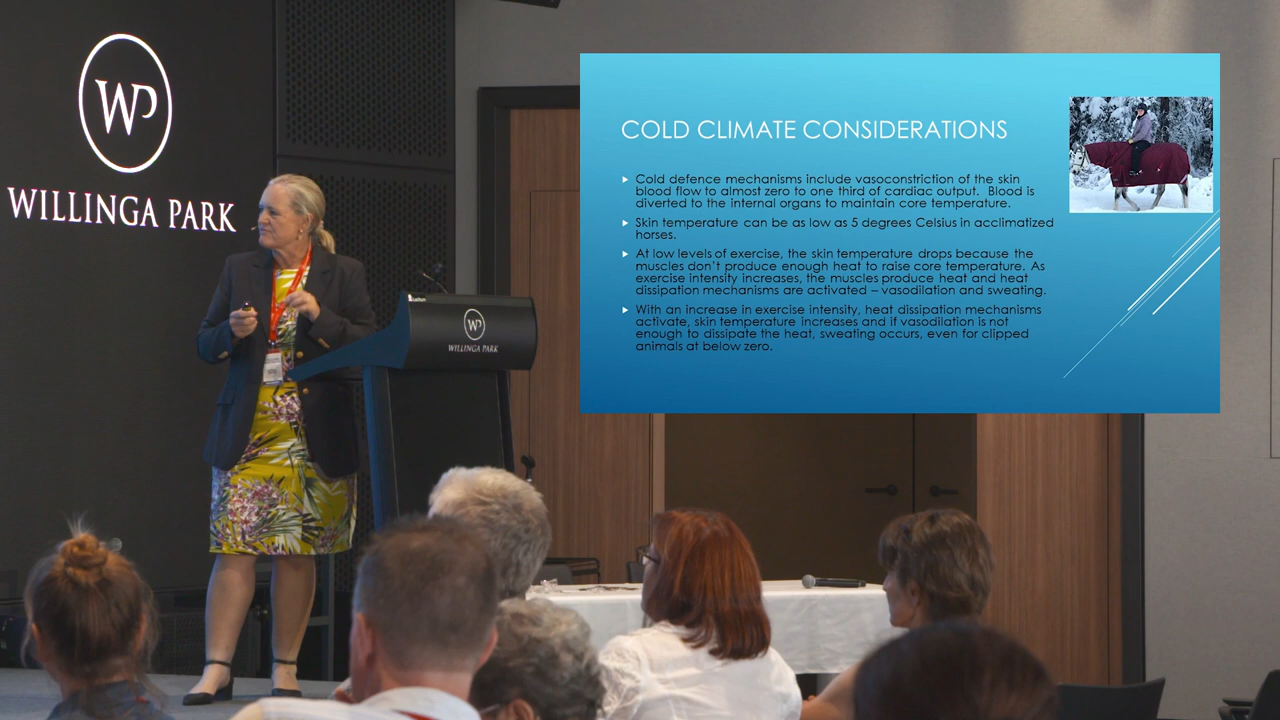 WP
WILLINGA PARK
WP
WILLINGA PARK
COLD CLIMATE CONSIDERATIONS
Cold defence mechanisms include vasoconstriction of the skin
blood flow to almost zero to one third of cardiac output. Blood is
diverted to the internal organs to maintain core temperature.
Skin temperature can be as low as 5 degrees Celsius in acclimatized
horses.
At low levels of exercise, the skin temperature drops because the
muscles don't produce enough heat to raise core temperature. As
exercise intensity increases, the muscles produce heat and heat
dissipation mechanisms are activated – vasodilation and sweating.
With an increase in exercise intensity, heat dissipation mechanisms
activate, skin temperature increases and if vasodilation is not
enough to dissipate the heat, sweating occurs, even for clipped
animals at below zero.